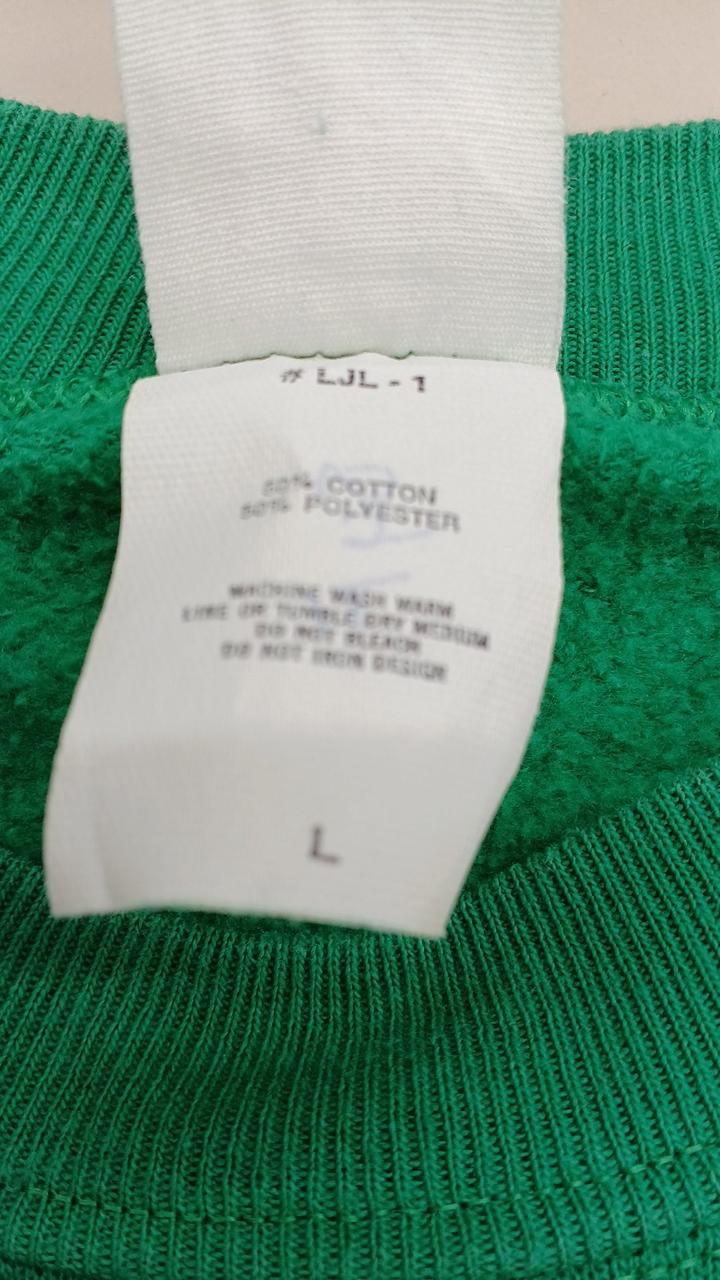 # LJL - 1
50% COTTON
50% POLYESTER
MACHINE WASH WARM
LINE OR TUMBLE DRY MEDIUM
DO NOT BLEACH
DO NOT IRON DESIGN
L